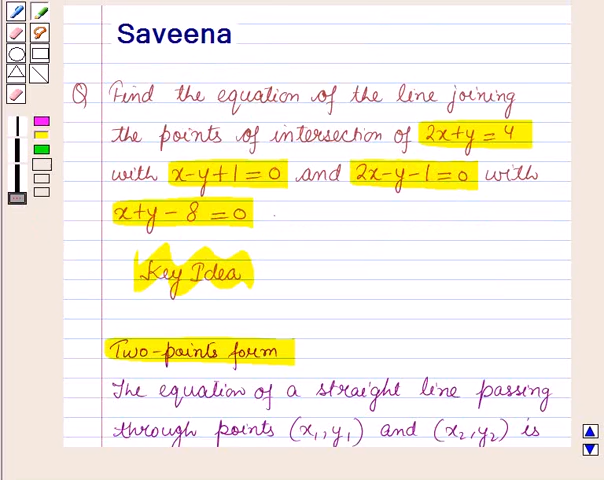 Saveena
Q Find the equation of the line joining
the points of intersection of 2x+y=4
with x-y+1=0 and 2x-y-1=0 with
x+y-8=0
Key Idea
Two-points form
The equation of a straight line passing
through points (x₁,y₁) and (x₂,y₂) is